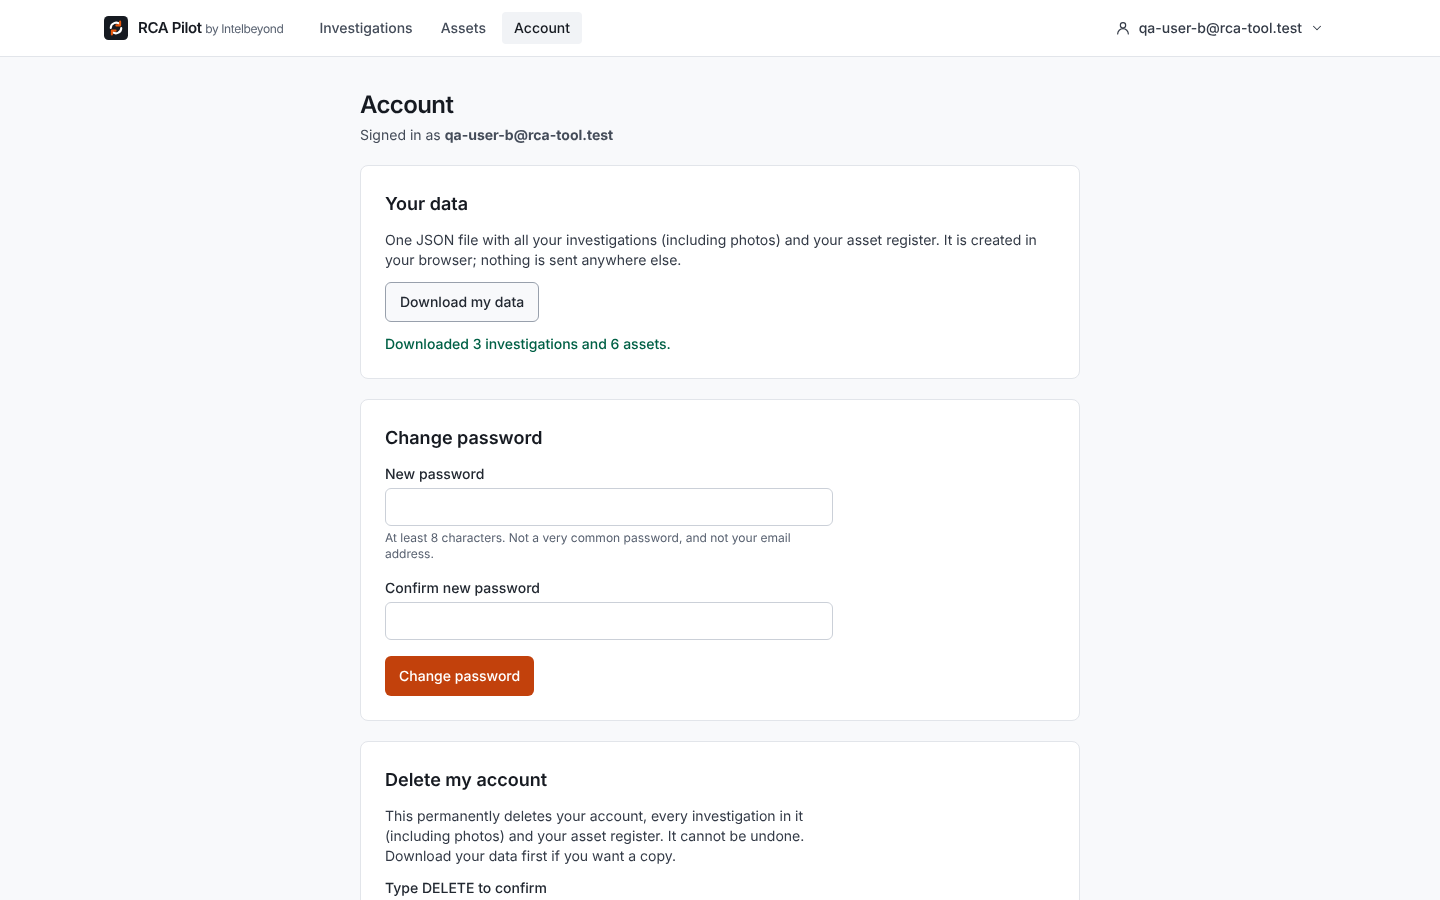 RCA Pilot by Intelbeyond
Investigations
Assets
Account
qa-user-b@rca-tool.test
Account
Signed in as qa-user-b@rca-tool.test
Your data
One JSON file with all your investigations (including photos) and your asset register. It is created in
your browser; nothing is sent anywhere else.
Download my data
Downloaded 3 investigations and 6 assets.
Change password
New password
At least 8 characters. Not a very common password, and not your email
address.
Confirm new password
Change password
Delete my account
This permanently deletes your account, every investigation in it
(including photos) and your asset register. It cannot be undone.
Download your data first if you want a copy.
Type DELETE to confirm